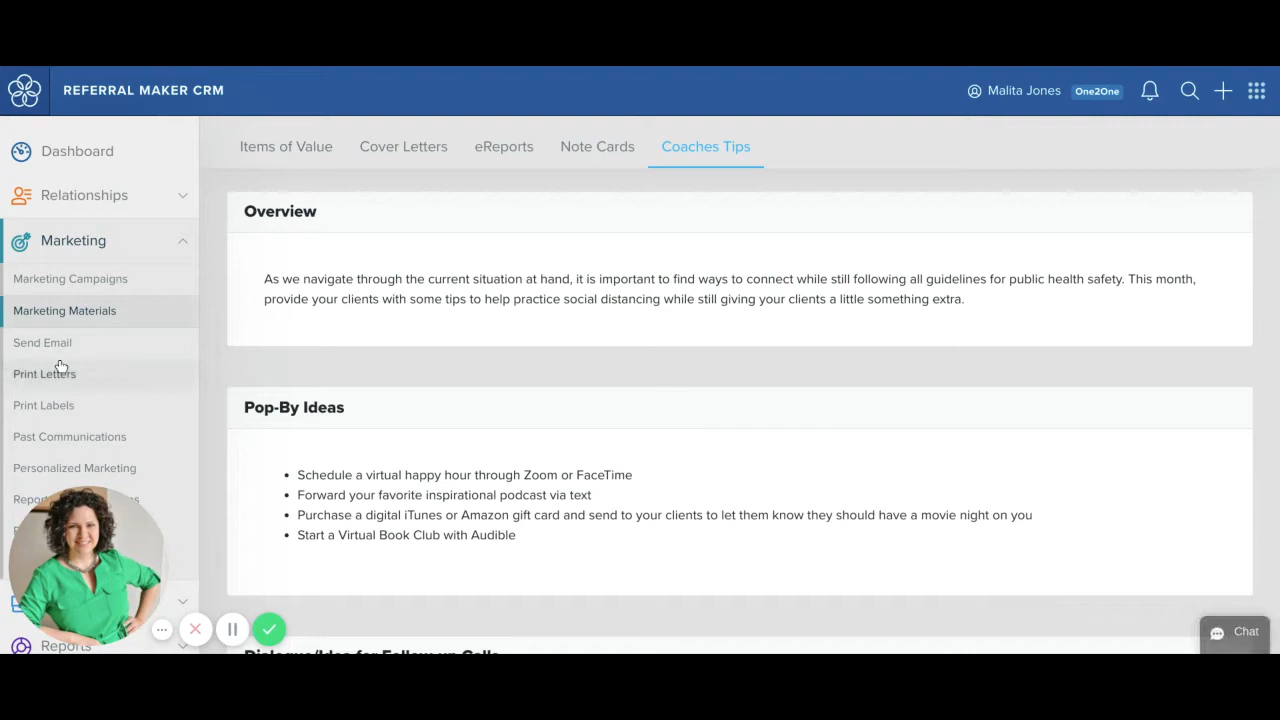 REFERRAL MAKER CRM
Malita Jones
One2One
Dashboard
Relationships
Marketing
Marketing Campaigns
Marketing Materials
Send Email
Print Letters
Print Labels
Past Communications
Personalized Marketing
Reports
Items of Value
Cover Letters
eReports
Note Cards
Coaches Tips
Overview
As we navigate through the current situation at hand, it is important to find ways to connect while still following all guidelines for public health safety. This month,
provide your clients with some tips to help practice social distancing while still giving your clients a little something extra.
Pop-By Ideas
• Schedule a virtual happy hour through Zoom or FaceTime
• Forward your favorite inspirational podcast via text
• Purchase a digital iTunes or Amazon gift card and send to your clients to let them know they should have a movie night on you
• Start a Virtual Book Club with Audible
Dialogue/Idea for Follow-up Calls
Chat